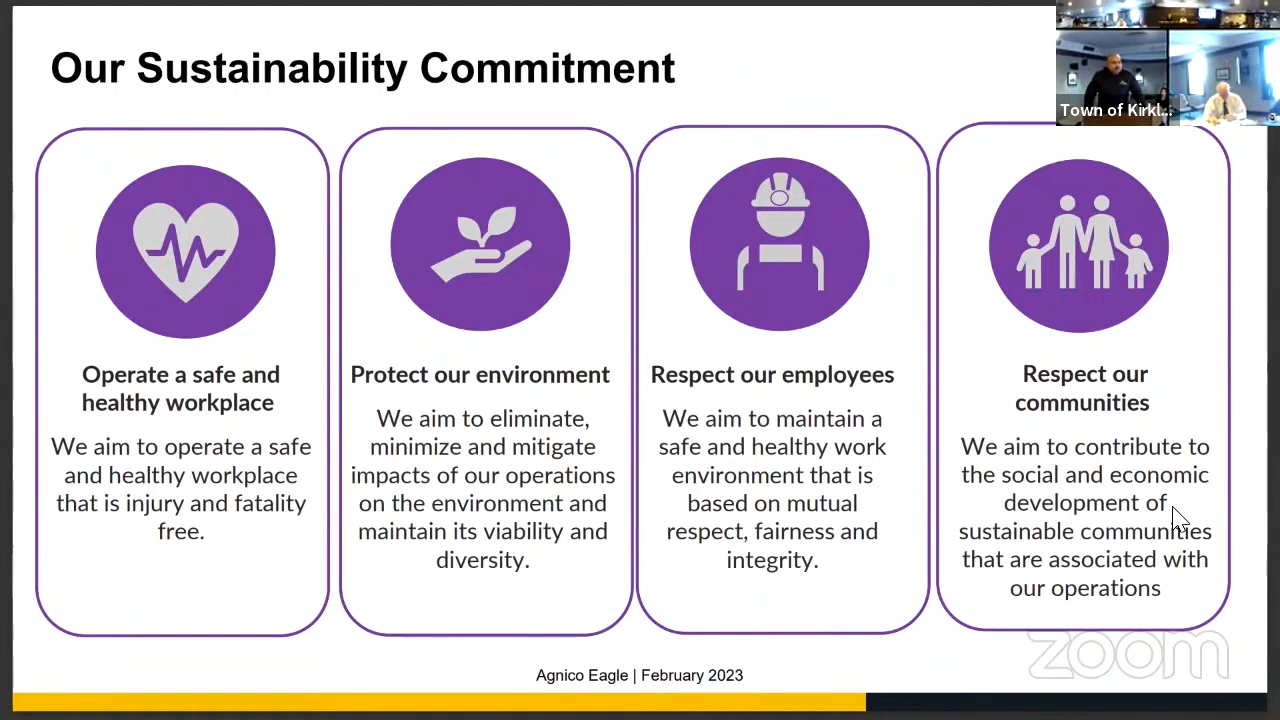 Our Sustainability Commitment
Town of Kirkl...
Operate a safe and
healthy workplace
We aim to operate a safe
and healthy workplace
that is injury and fatality
free.
Protect our environment
We aim to eliminate,
minimize and mitigate
impacts of our operations
on the environment and
maintain its viability and
diversity.
Respect our employees
We aim to maintain a
safe and healthy work
environment that is
based on mutual
respect, fairness and
integrity.
Respect our
communities
We aim to contribute to
the social and economic
development of
sustainable communities
that are associated with
our operations
zoom
Agnico Eagle | February 2023